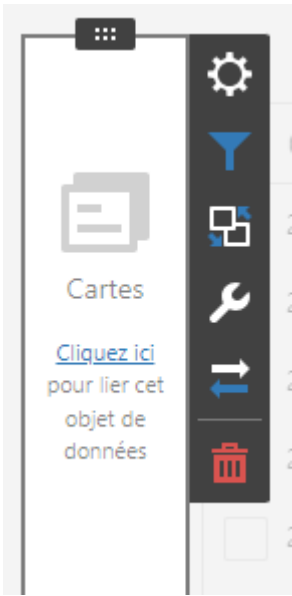 Cartes
Cliquez ici
pour lier cet
objet de
données